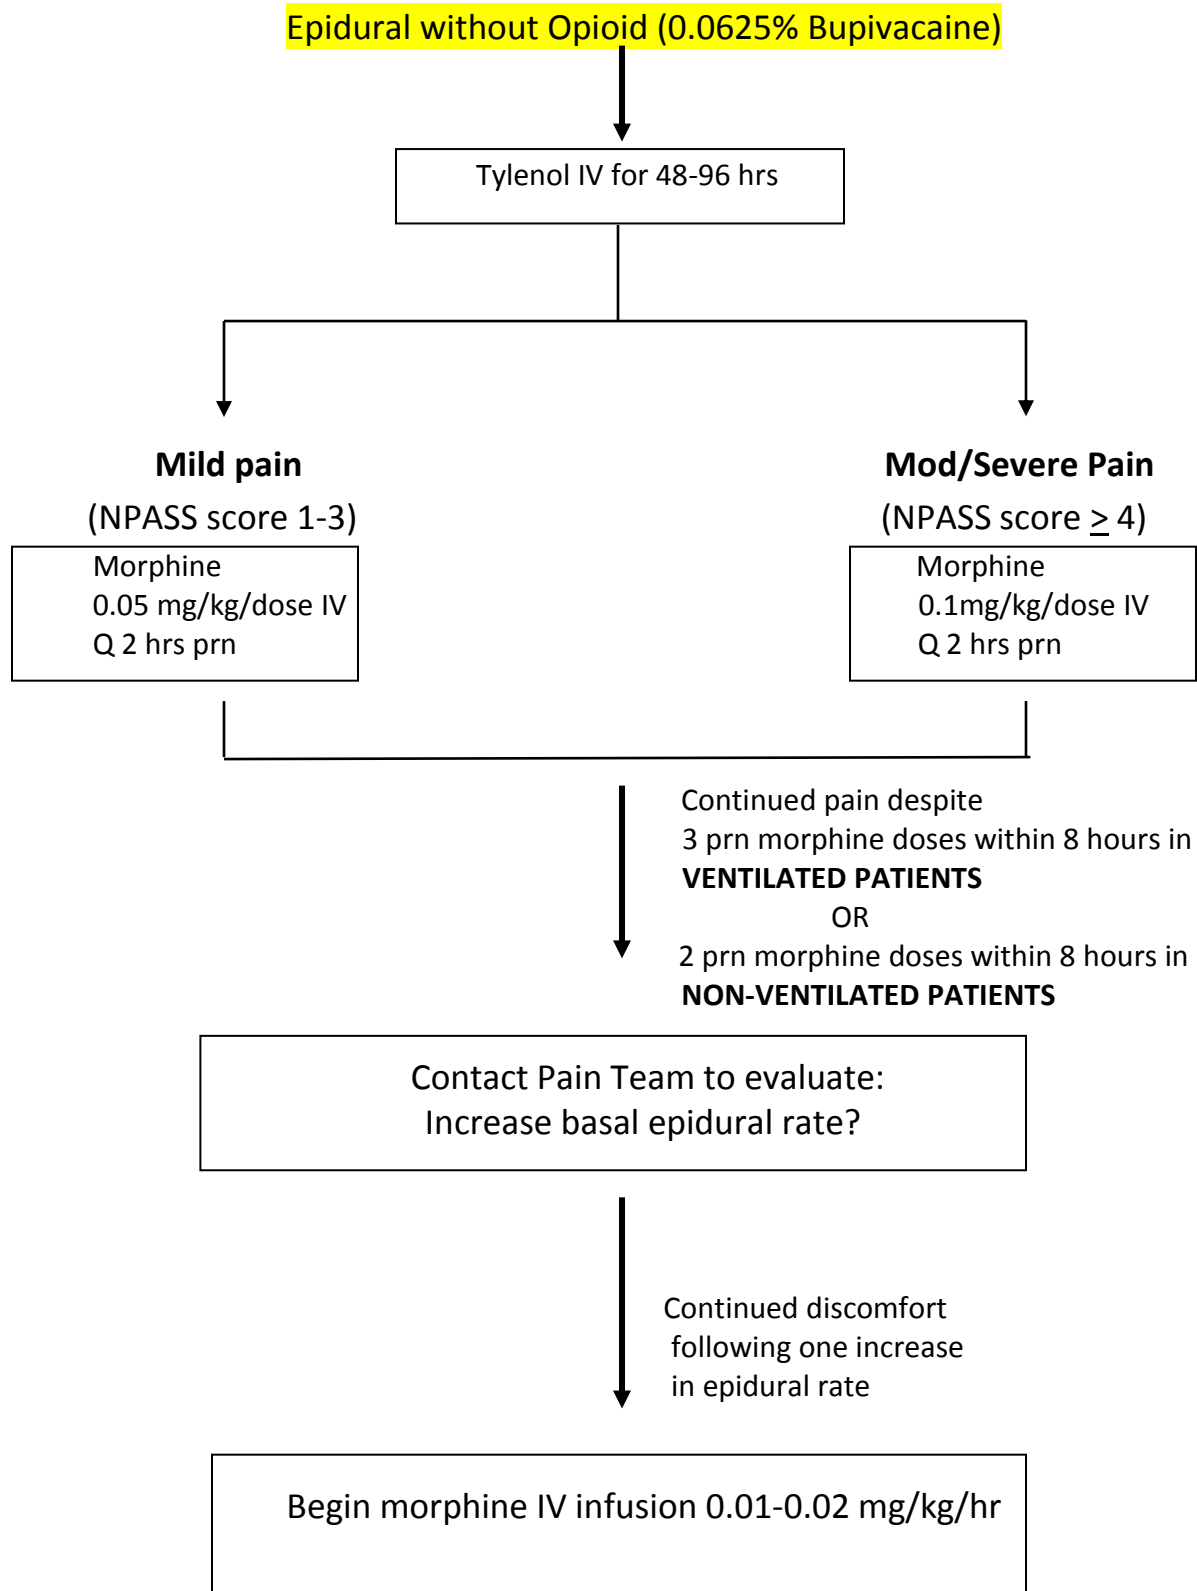 Epidural without Opioid (0.0625% Bupivacaine)
Tylenol IV for 48-96 hrs
Mild pain
(NPASS score 1-3)
Morphine
0.05 mg/kg/dose IV
Q 2 hrs prn
Mod/Severe Pain
(NPASS score ≥ 4)
Morphine
0.1mg/kg/dose IV
Q 2 hrs prn
Continued pain despite
3 prn morphine doses within 8 hours in
VENTILATED PATIENTS
OR
2 prn morphine doses within 8 hours in
NON-VENTILATED PATIENTS
Contact Pain Team to evaluate:
Increase basal epidural rate?
Continued discomfort
following one increase
in epidural rate
Begin morphine IV infusion 0.01-0.02 mg/kg/hr